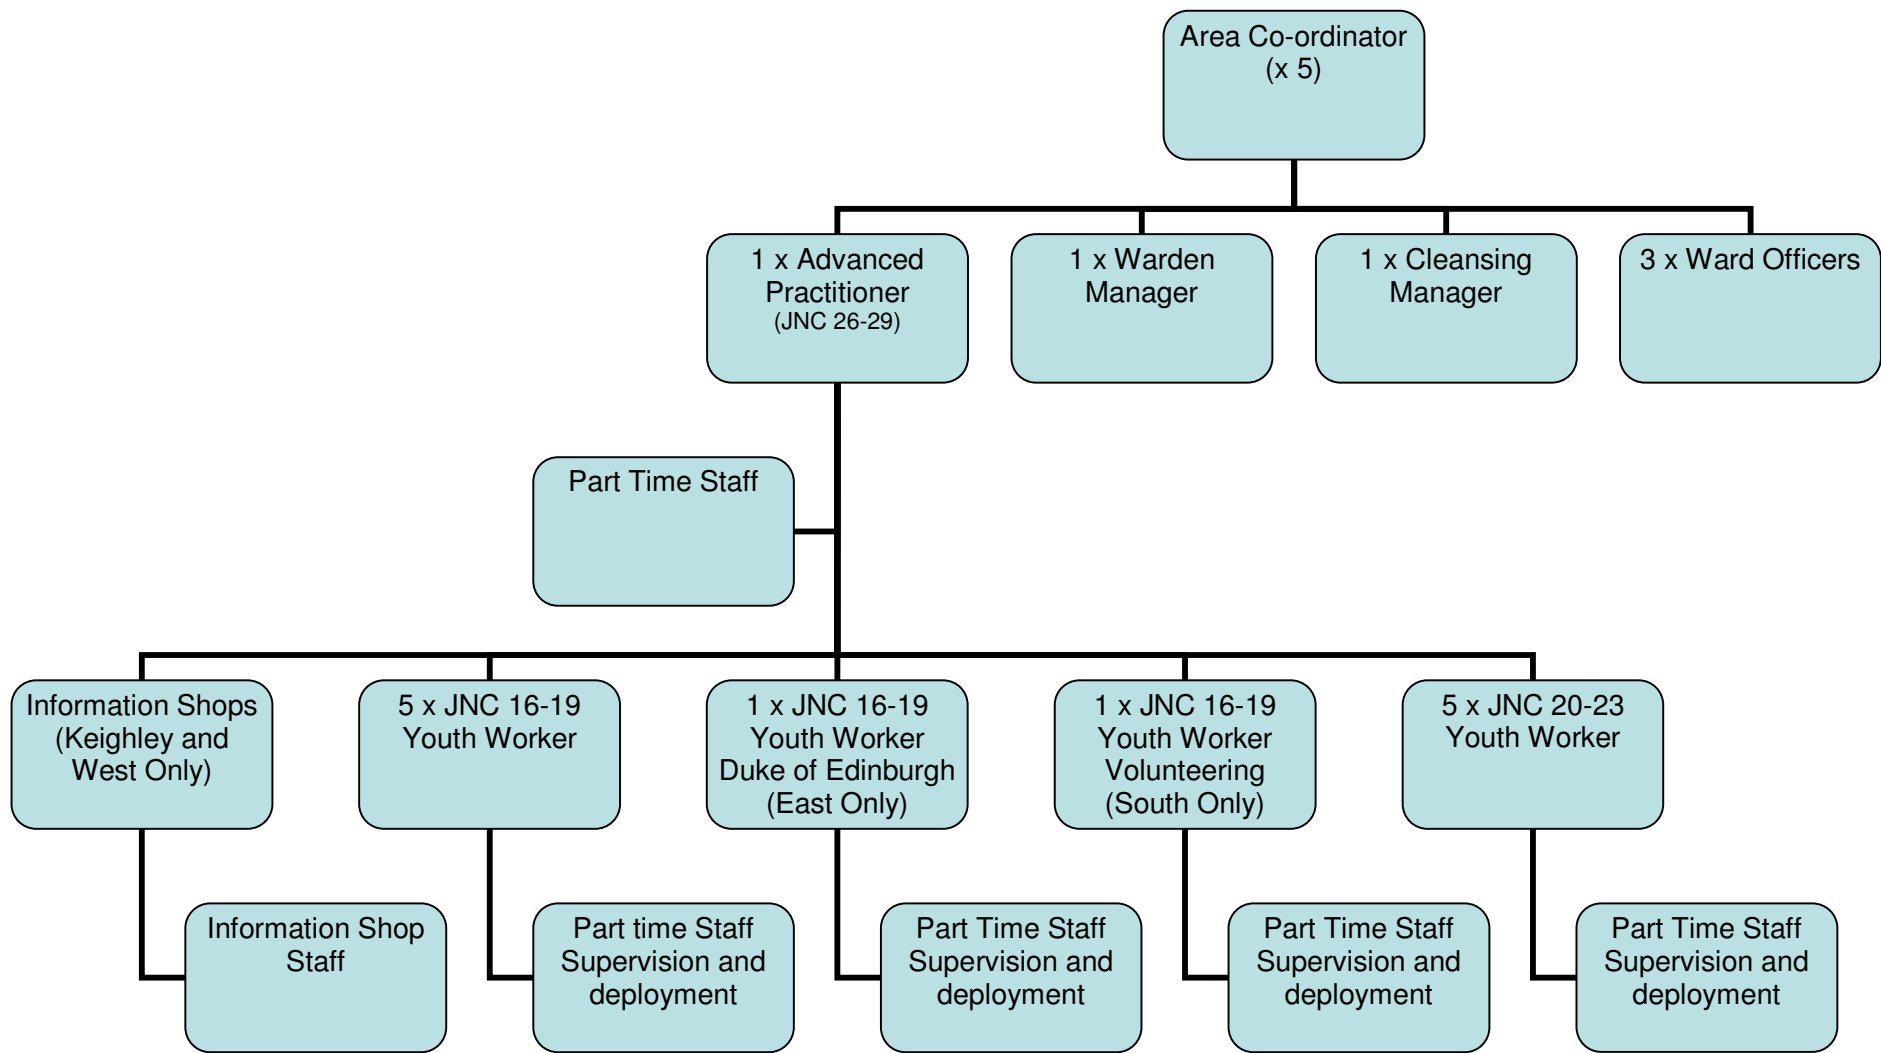 Area Co-ordinator
(x 5)
1 x Advanced
Practitioner
(JNC 26-29)
1 x Warden
Manager
1 x Cleansing
Manager
3 x Ward Officers
Part Time Staff
Information Shops
(Keighley and
West Only)
5 x JNC 16-19
Youth Worker
1 x JNC 16-19
Youth Worker
Duke of Edinburgh
(East Only)
1 x JNC 16-19
Youth Worker
Volunteering
(South Only)
5 x JNC 20-23
Youth Worker
Information Shop
Staff
Part time Staff
Supervision and
deployment
Part Time Staff
Supervision and
deployment
Part Time Staff
Supervision and
deployment
Part Time Staff
Supervision and
deployment